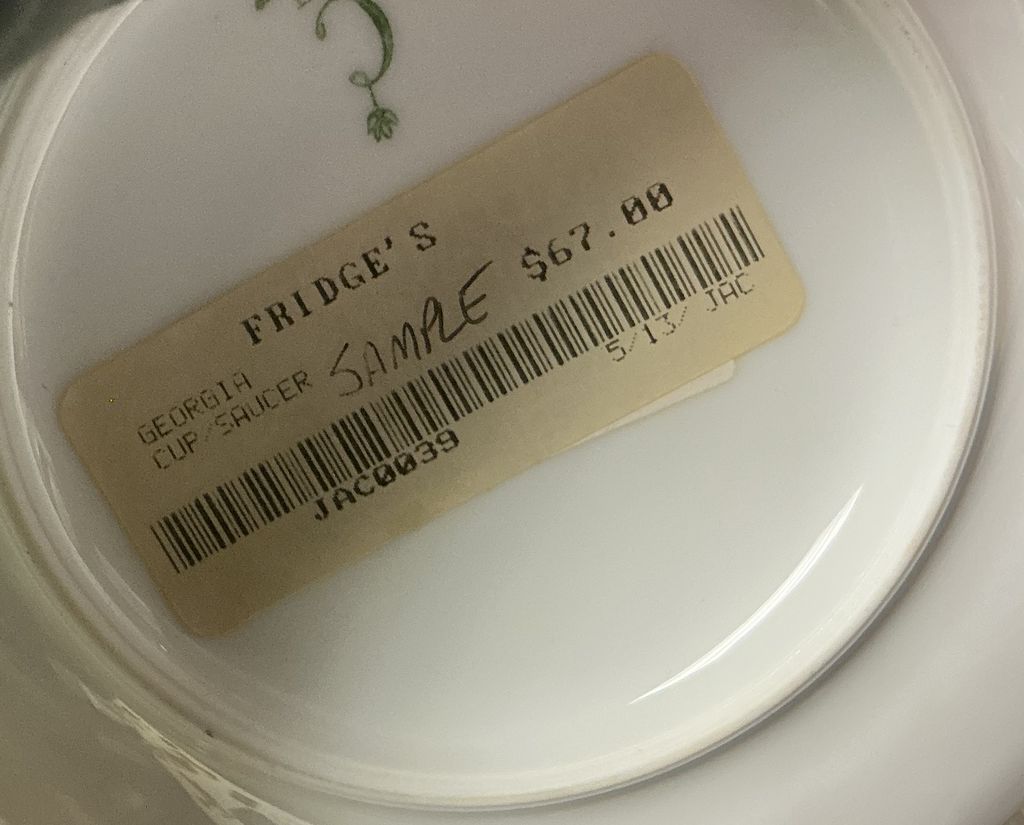 FRIDGE'S
GEORGIA
CUP/SAUCER SAMPLE $67.00
JAC0039 5/13/ JAC